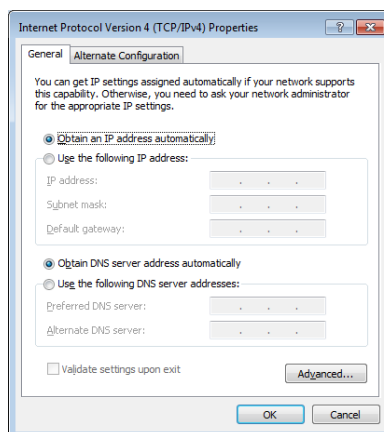 Internet Protocol Version 4 (TCP/IPv4) Properties
General
Alternate Configuration
You can get IP settings assigned automatically if your network supports
this capability. Otherwise, you need to ask your network administrator
for the appropriate IP settings.
Obtain an IP address automatically
Use the following IP address:
IP address:
Subnet mask:
Default gateway:
Obtain DNS server address automatically
Use the following DNS server addresses:
Preferred DNS server:
Alternate DNS server:
Validate settings upon exit
Advanced...
OK
Cancel